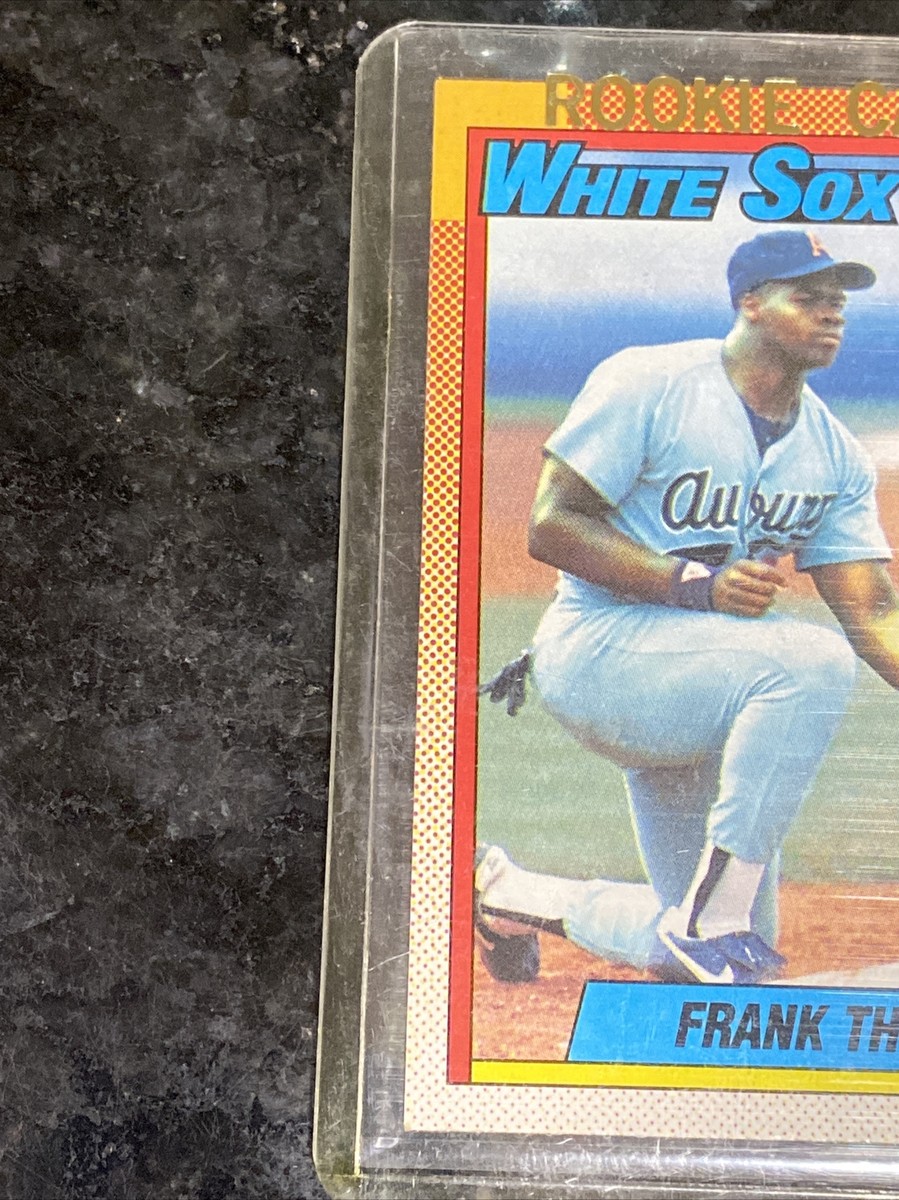 ROOKIE CA
WHITE SOX
A
Auburn
FRANK TH